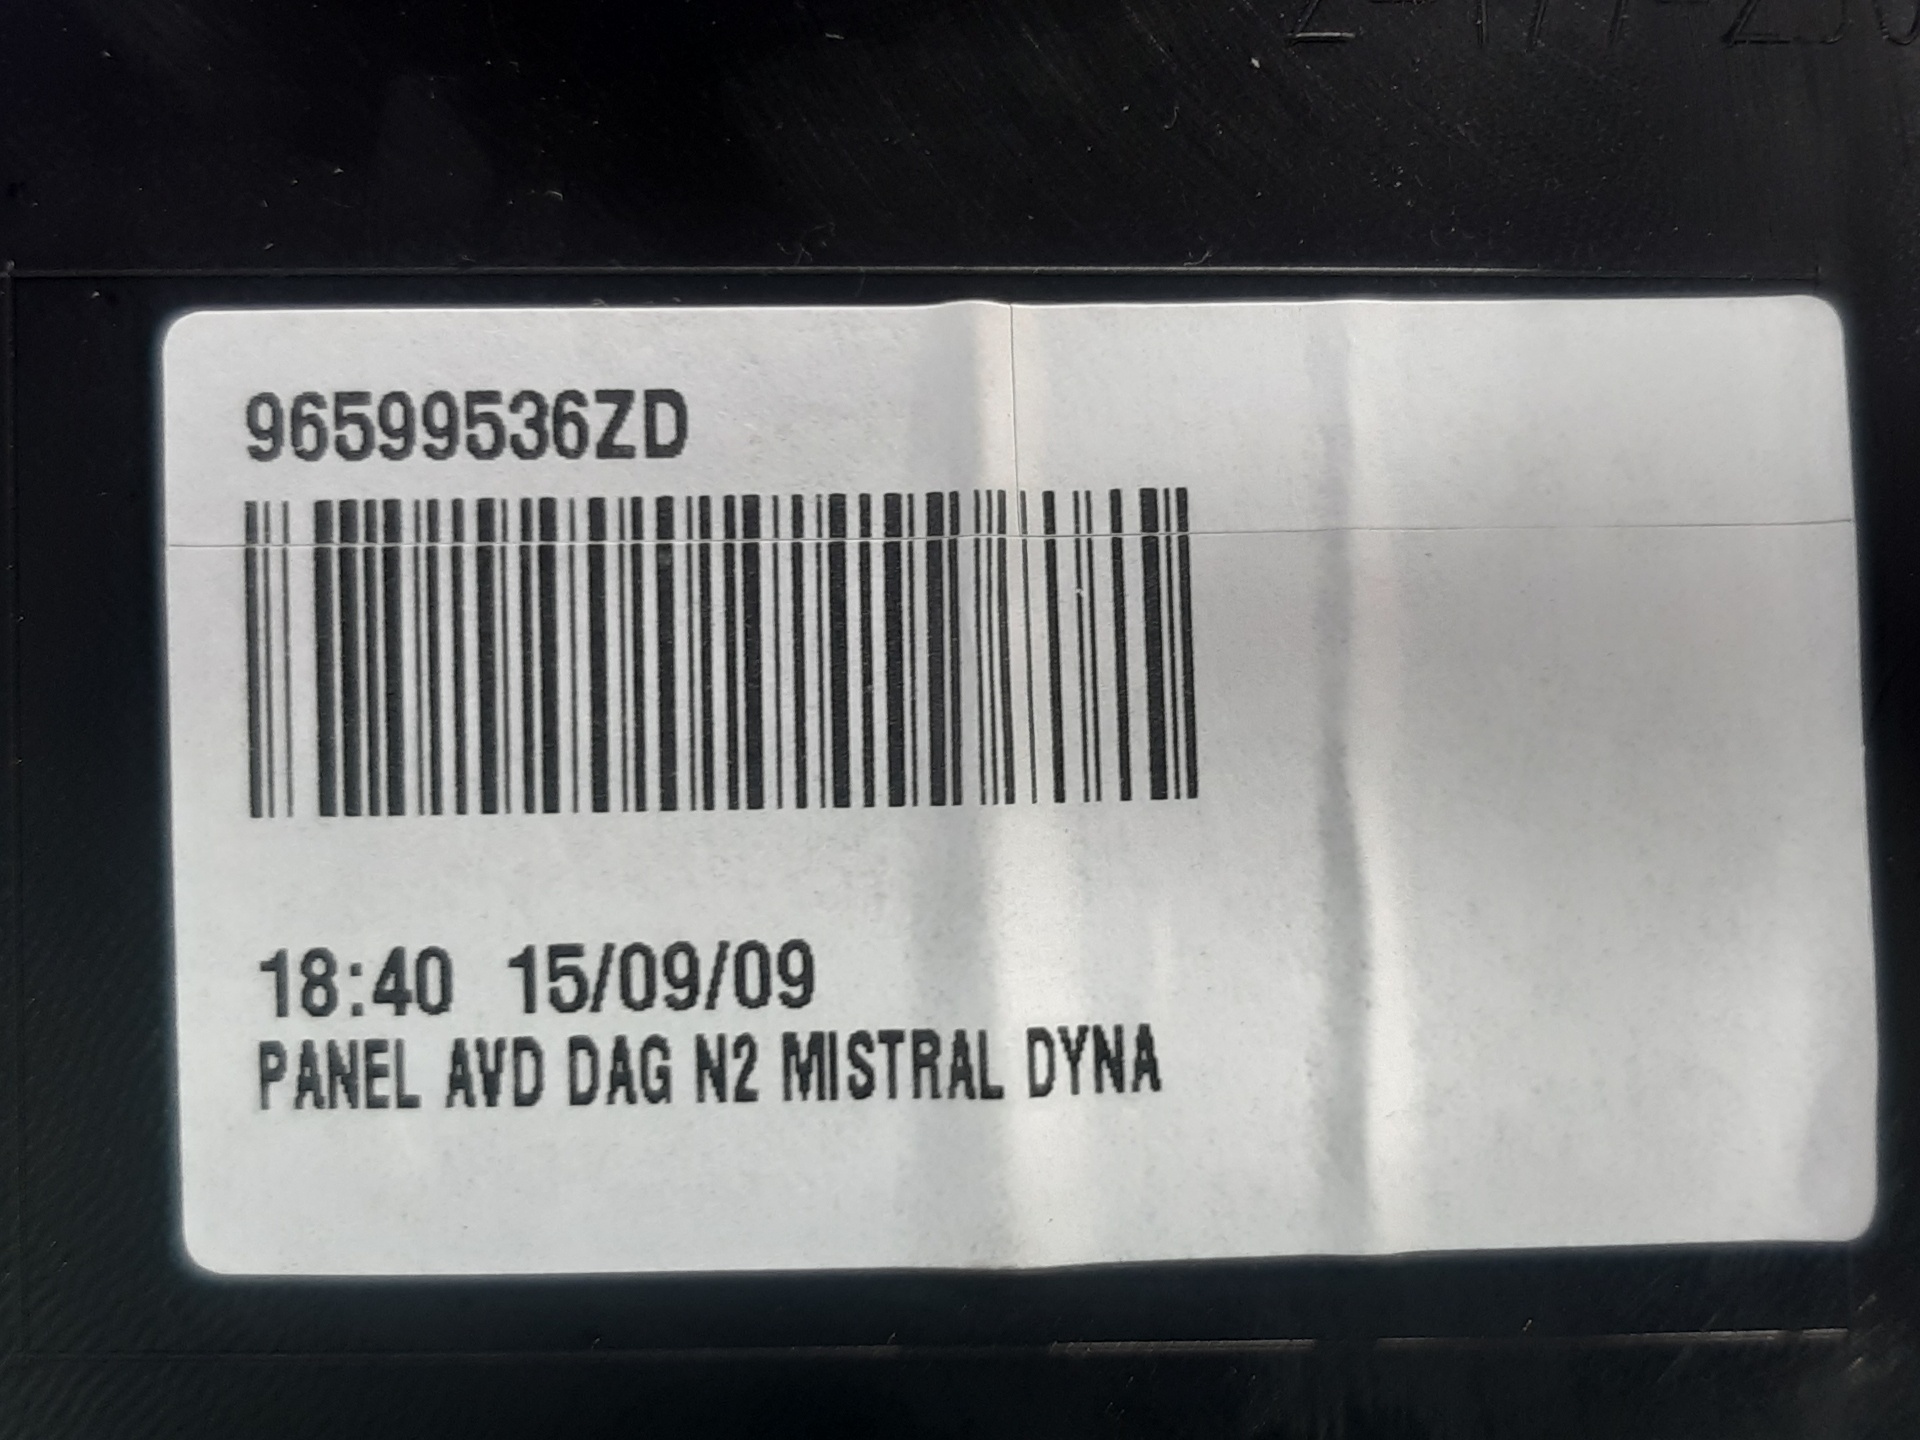 96599536ZD
18:40 15/09/09
PANEL AVD DAG N2 MISTRAL DYNA